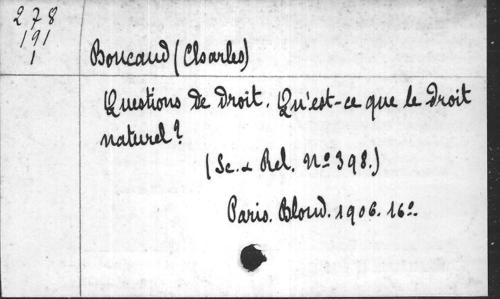 278
191
1
Boucaud (Charles)
Questions de Droit. Qu'est-ce que le Droit
naturel?
(Sc. & Rel. Nº 398.)
Paris. Bloud. 1906. 16º.